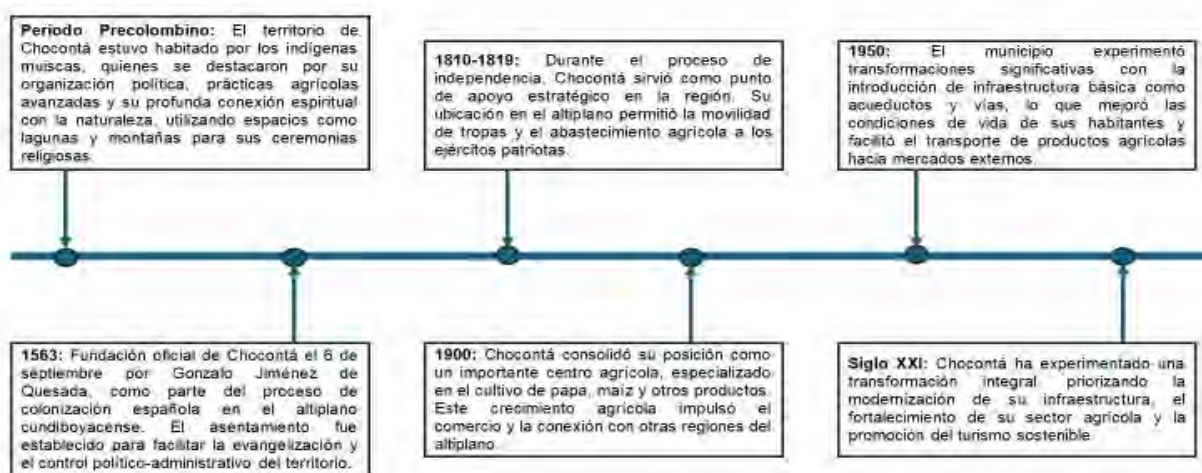 Período Precolombino: El territorio de
Chocontá estuvo habitado por los indígenas
muiscas, quienes se destacaron por su
organización política, prácticas agrícolas
avanzadas y su profunda conexión espiritual
con la naturaleza, utilizando espacios como
lagunas y montañas para sus ceremonias
religiosas.
1563: Fundación oficial de Chocontá el 6 de
septiembre por Gonzalo Jiménez de
Quesada, como parte del proceso de
colonización española en el altiplano
cundiboyacense. El asentamiento fue
establecido para facilitar la evangelización y
el control político-administrativo del territorio.
1810-1819: Durante el proceso de
independencia, Chocontá sirvió como punto
de apoyo estratégico en la región. Su
ubicación en el altiplano permitió la movilidad
de tropas y el abastecimiento agrícola a los
ejércitos patriotas.
1900: Chocontá consolidó su posición como
un importante centro agrícola, especializado
en el cultivo de papa, maíz y otros productos.
Este crecimiento agrícola impulsó el
comercio y la conexión con otras regiones del
altiplano.
1950: El municipio experimentó
transformaciones significativas con la
introducción de infraestructura básica como
acueductos y vías, lo que mejoró las
condiciones de vida de sus habitantes y
facilitó el transporte de productos agrícolas
hacia mercados externos.
Siglo XXI: Chocontá ha experimentado una
transformación integral priorizando la
modernización de su infraestructura, el
fortalecimiento de su sector agrícola y la
promoción del turismo sostenible.